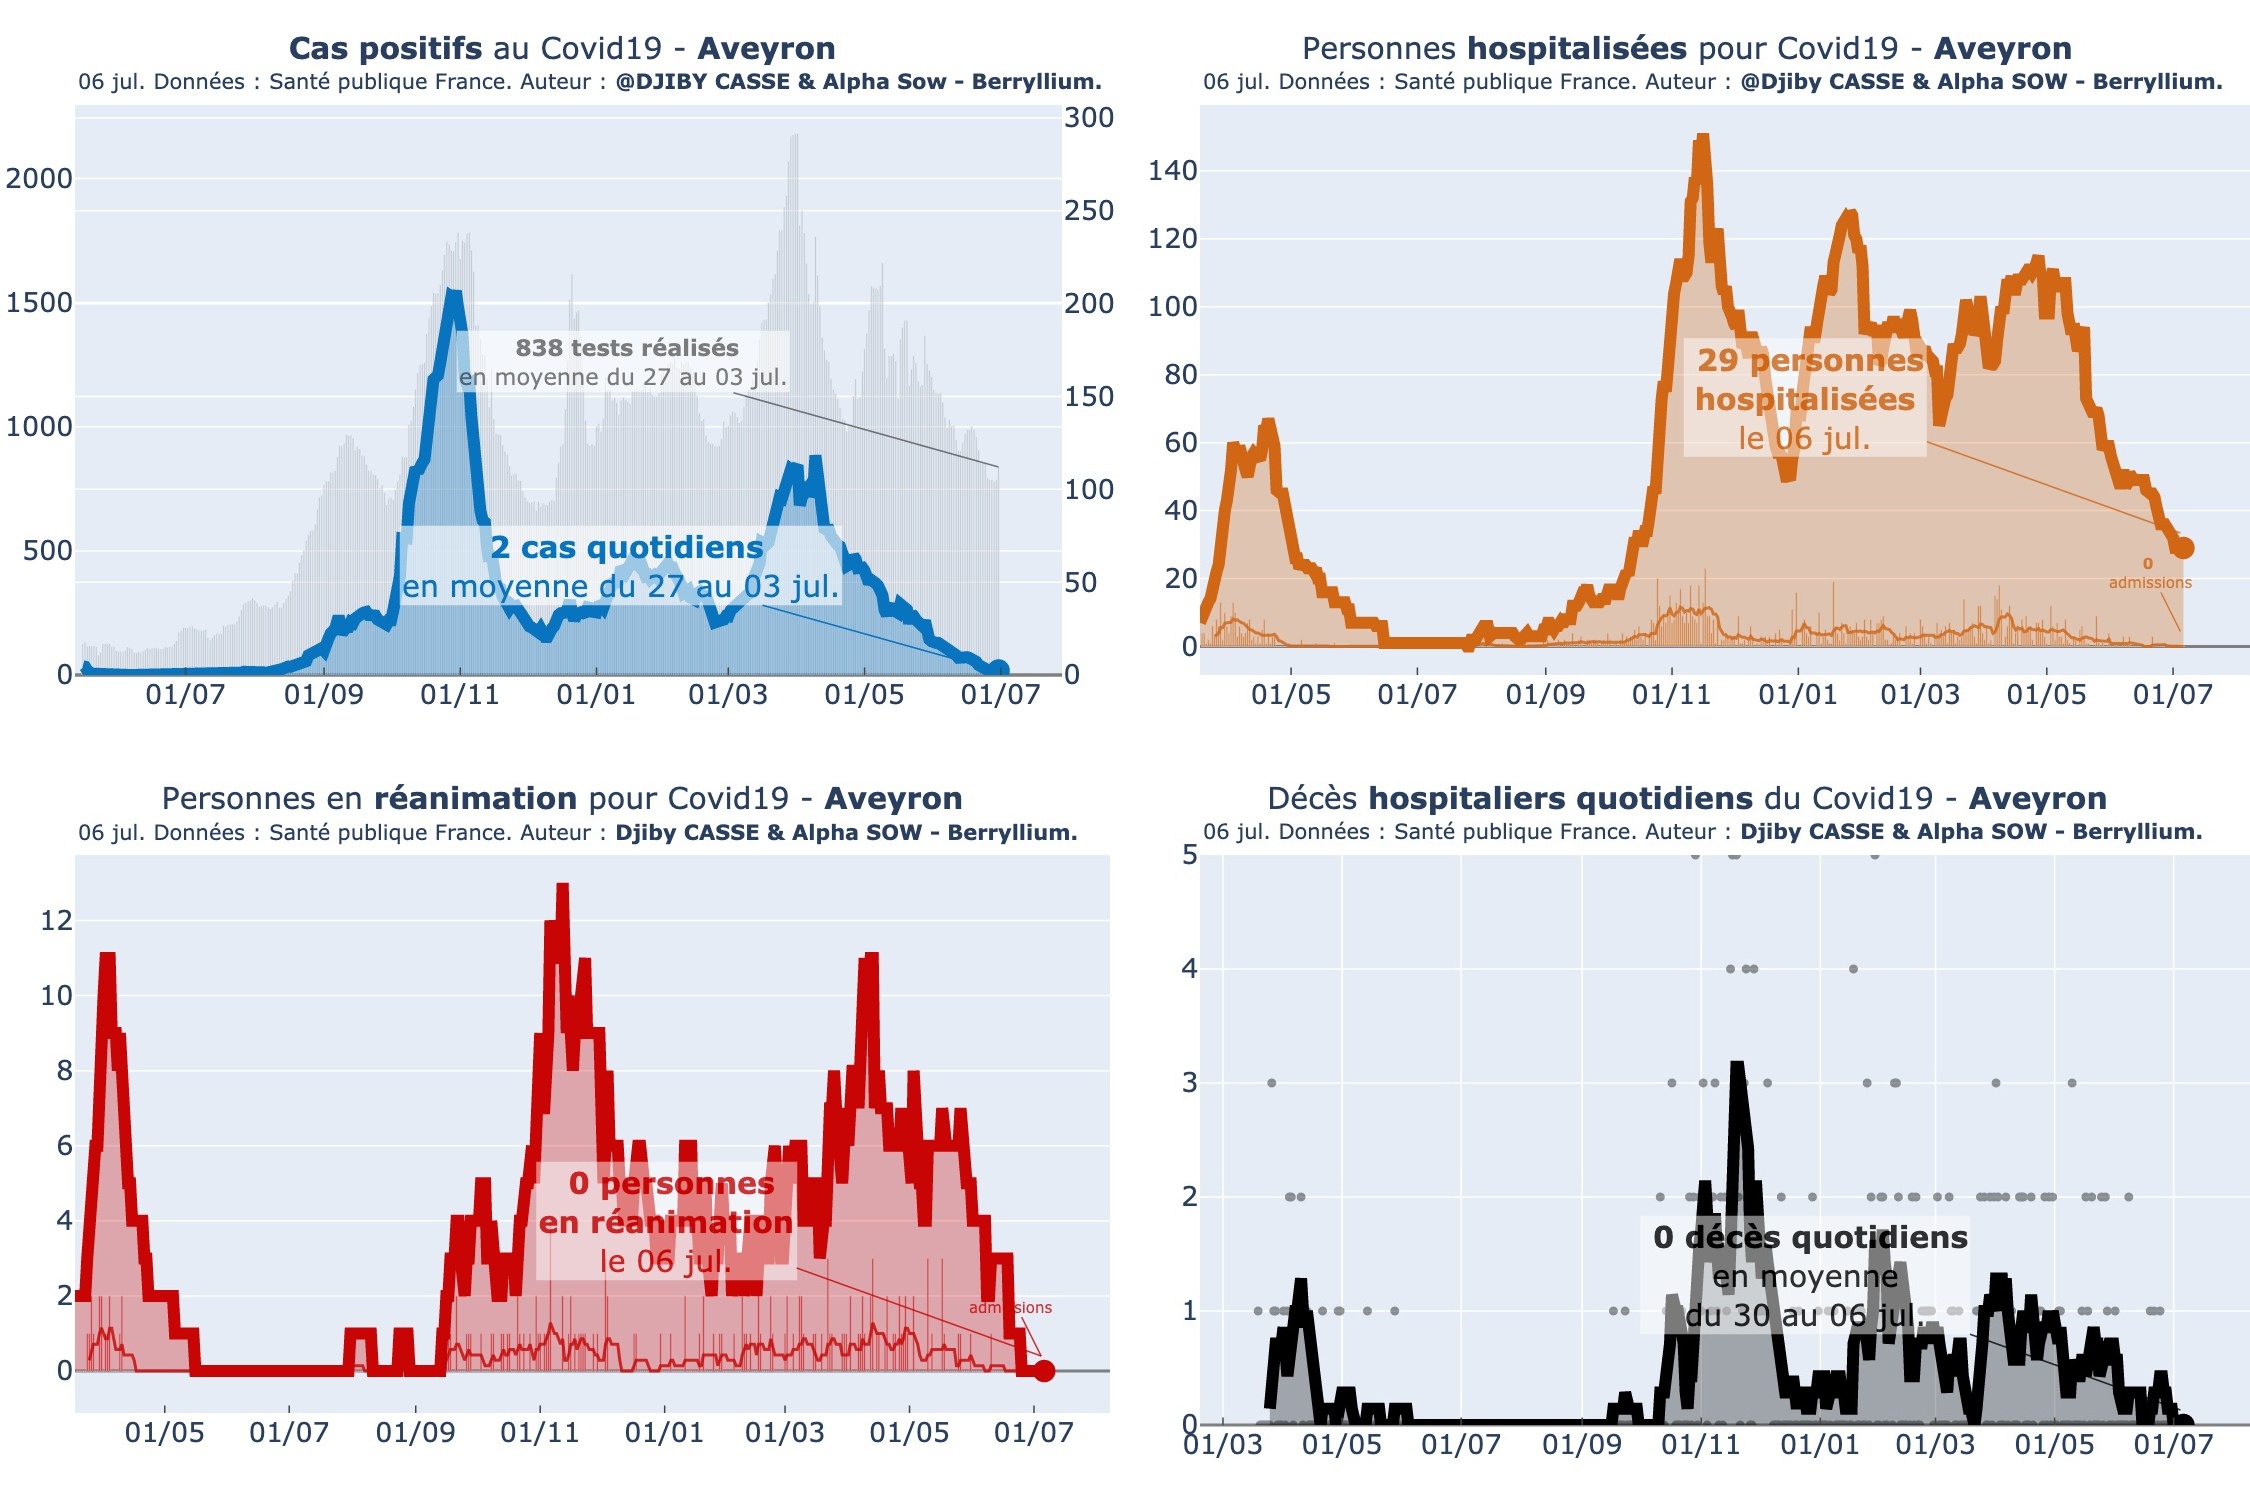 Cas positifs au Covid19 - Aveyron
06 jul. Données : Santé publique France. Auteur : @DJIBY CASSE & Alpha Sow - Berryllium.
300
2000
250
1500
200
838 tests réalisés
en moyenne du 27 au 03 jul.
150
1000
100
500
2 cas quotidiens
en moyenne du 27 au 03 jul.
50
0
0
01/07
01/09
01/11
01/01
01/03
01/05
01/07
Personnes hospitalisées pour Covid19 - Aveyron
06 jul. Données : Santé publique France. Auteur : @Djiby CASSE & Alpha SOW - Berryllium.
140
120
100
80
29 personnes
hospitalisées
le 06 jul.
60
40
20
0
admissions
0
01/05
01/07
01/09
01/11
01/01
01/03
01/05
01/07
Personnes en réanimation pour Covid19 - Aveyron
06 jul. Données : Santé publique France. Auteur : Djiby CASSE & Alpha SOW - Berryllium.
12
10
8
6
0 personnes
en réanimation
le 06 jul.
4
2
admissions
0
01/05
01/07
01/09
01/11
01/01
01/03
01/05
01/07
Décès hospitaliers quotidiens du Covid19 - Aveyron
06 jul. Données : Santé publique France. Auteur : Djiby CASSE & Alpha SOW - Berryllium.
5
4
3
2
0 décès quotidiens
en moyenne
du 30 au 06 jul.
1
0
01/03
01/05
01/07
01/09
01/11
01/01
01/03
01/05
01/07